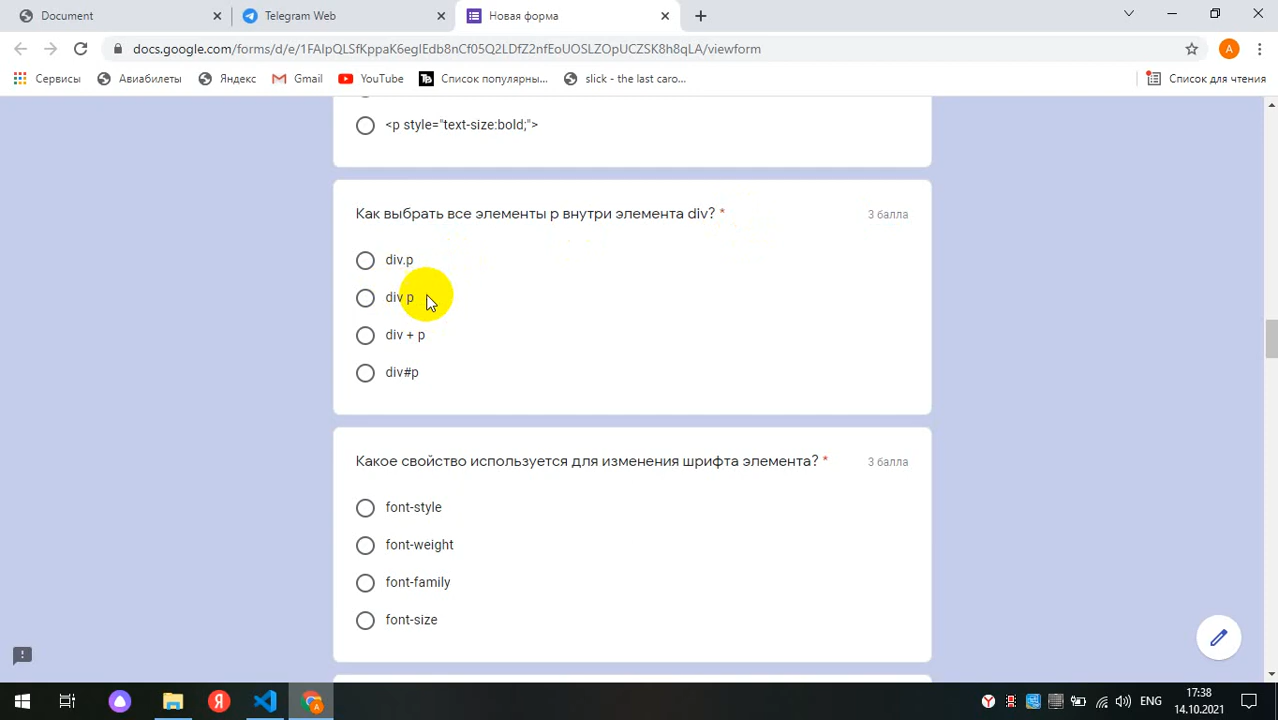 Document
Telegram Web
Новая форма
docs.google.com/forms/d/e/1FAIpQLSfKppaK6egIEdb8nCf05Q2LDfZ2nfEoUOSLZOpUCZSK8h8qLA/viewform
A
Сервисы
Авиабилеты
Яндекс
Gmail
YouTube
Список популярны...
slick - the last caro...
Список для чтения
<p style="text-size:bold;">
Как выбрать все элементы p внутри элемента div? *
3 балла
div.p
div p
div + p
div#p
Какое свойство используется для изменения шрифта элемента? *
3 балла
font-style
font-weight
font-family
font-size
ENG
17:38
14.10.2021